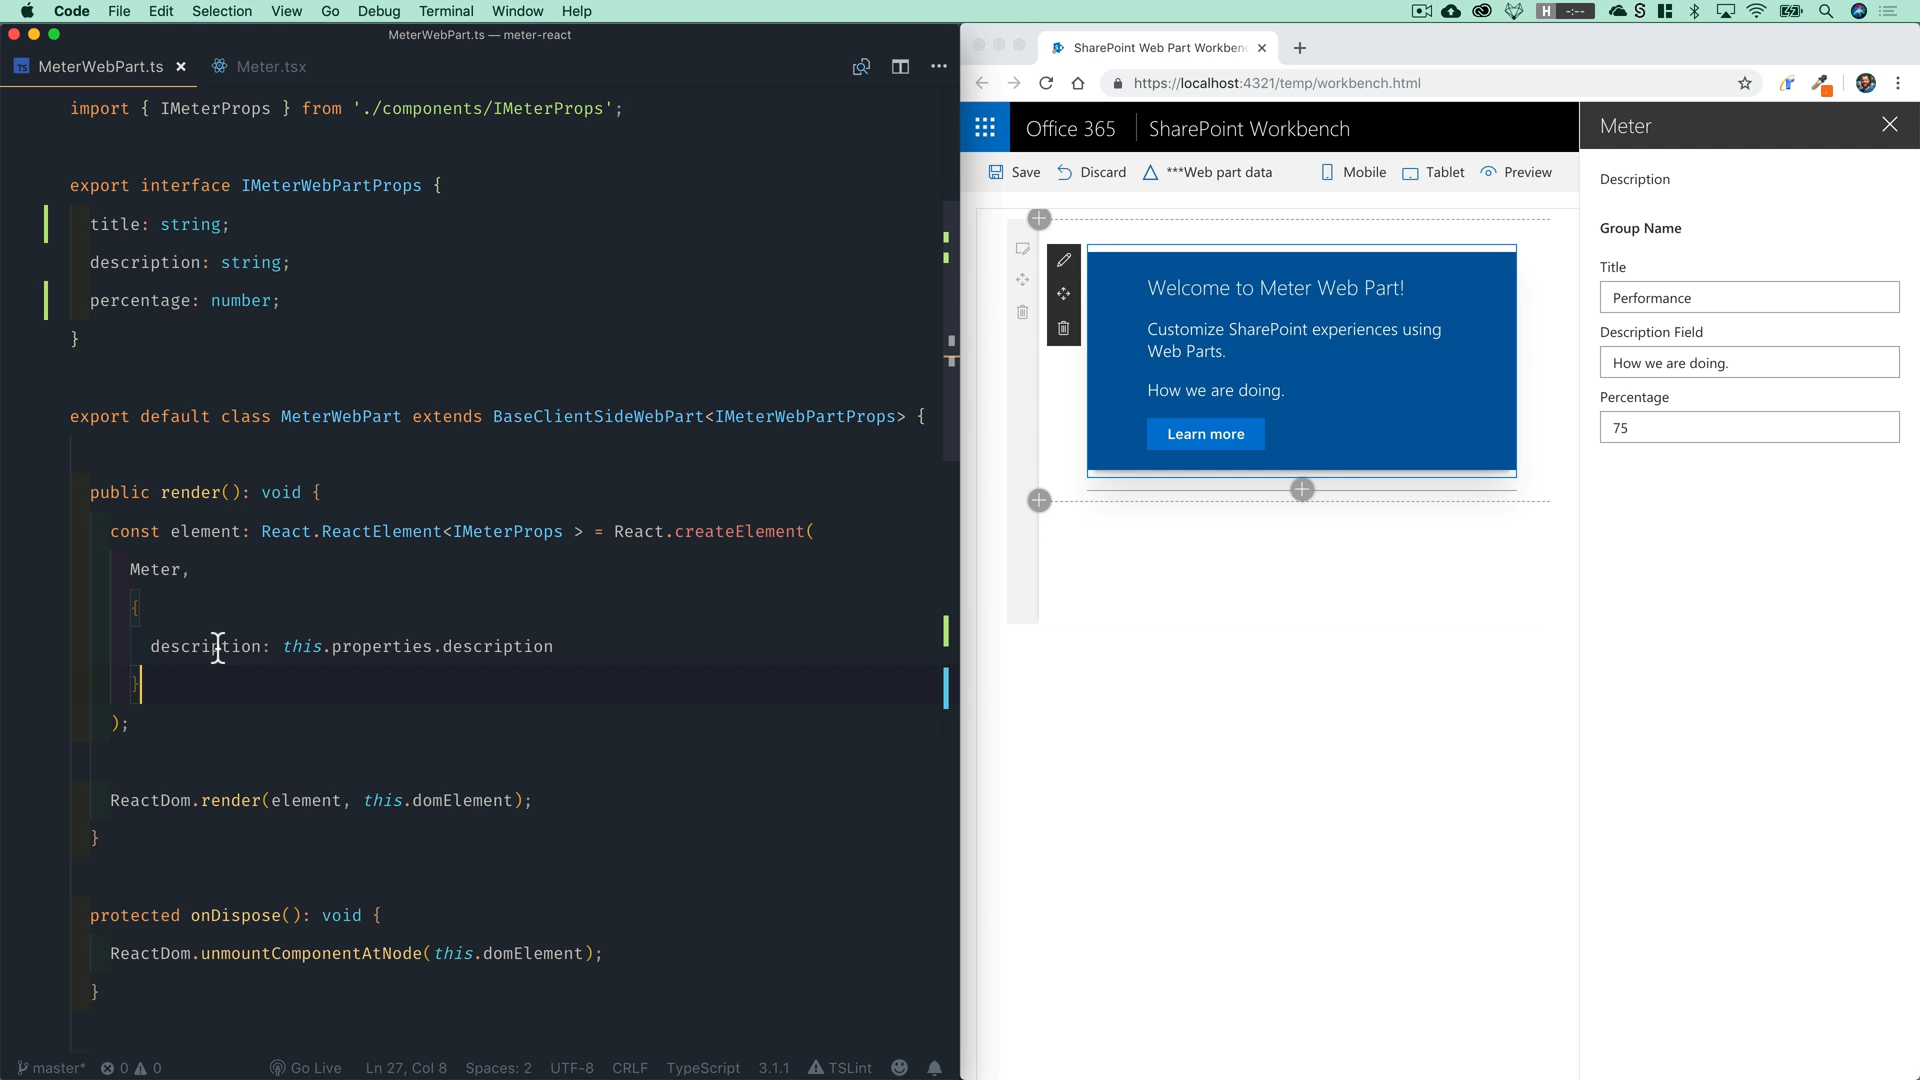 Code File Edit Selection View Go Debug Terminal Window Help
H -:-- S
MeterWebPart.ts — meter-react
TS MeterWebPart.ts × Meter.tsx
import { IMeterProps } from './components/IMeterProps';
export interface IMeterWebPartProps {
title: string;
description: string;
percentage: number;
}
export default class MeterWebPart extends BaseClientSideWebPart<IMeterWebPartProps> {
public render(): void {
const element: React.ReactElement<IMeterProps > = React.createElement(
Meter,
{
description: this.properties.description
}
);
ReactDom.render(element, this.domElement);
}
protected onDispose(): void {
ReactDom.unmountComponentAtNode(this.domElement);
}
master* 0 0 Go Live Ln 27, Col 8 Spaces: 2 UTF-8 CRLF TypeScript 3.1.1 TSLint
SharePoint Web Part Workben
https://localhost:4321/temp/workbench.html
Office 365 SharePoint Workbench
Save Discard ***Web part data Mobile Tablet Preview
Welcome to Meter Web Part!
Customize SharePoint experiences using
Web Parts.
How we are doing.
Learn more
Meter
Description
Group Name
Title
Performance
Description Field
How we are doing.
Percentage
75